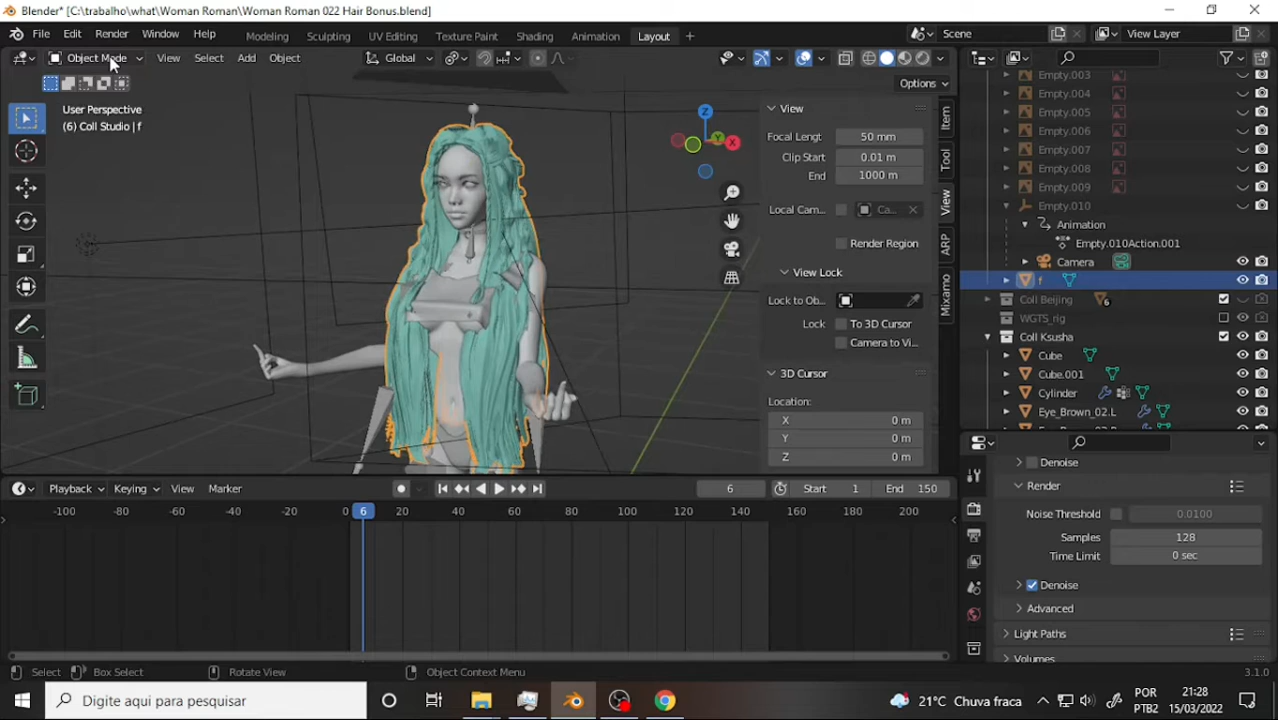 Blender* [C:\trabalho\what\Woman Roman\Woman Roman 022 Hair Bonus.blend]
File Edit Render Window Help Modeling Sculpting UV Editing Texture Paint Shading Animation Layout Scene View Layer
Object Mode View Select Add Object Global
Options
User Perspective
(6) Coll Studio | f
Z
Y
X
View
Focal Lengt 50 mm
Clip Start 0.01 m
End 1000 m
Local Cam... Ca...
Render Region
View Lock
Lock to Ob...
Lock To 3D Cursor
Camera to Vi...
3D Cursor
Location:
X 0 m
Y 0 m
Z 0 m
Item
Tool
View
ARP
Mixamo
Empty.003
Empty.004
Empty.005
Empty.006
Empty.007
Empty.008
Empty.009
Empty.010
Animation
Empty.010Action.001
Camera
f
Coll Beijing 6
WGTS_rig
Coll Ksusha
Cube
Cube.001
Cylinder
Eye_Brown_02.L
Denoise
Render
Noise Threshold 0.0100
Samples 128
Time Limit 0 sec
Denoise
Advanced
Light Paths
Volumes
Playback Keying View Marker 6 Start 1 End 150
-100 -80 -60 -40 -20 0 6 20 40 60 80 100 120 140 160 180 200
Select Box Select Rotate View Object Context Menu 3.1.0
Digite aqui para pesquisar 21°C Chuva fraca POR PTB2 21:28 15/03/2022